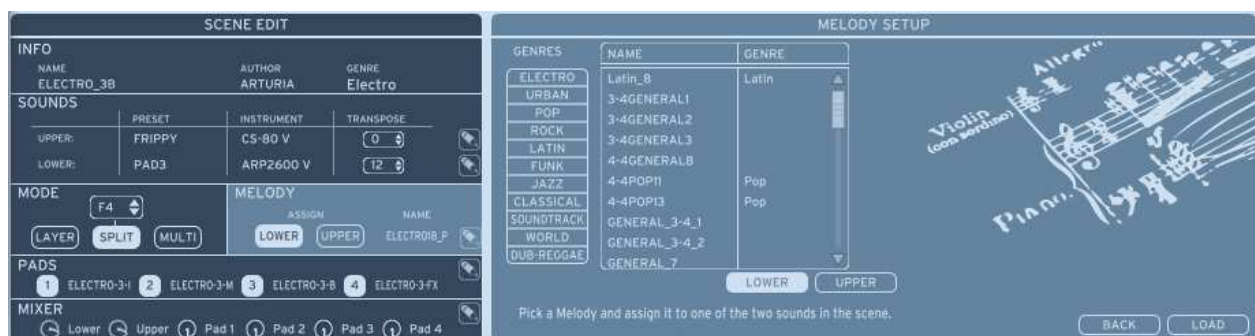 SCENE EDIT
INFO
NAME AUTHOR GENRE
ELECTRO_3B ARTURIA Electro
SOUNDS
PRESET INSTRUMENT TRANSPOSE
UPPER: FRIPPY CS-80 V 0
LOWER: PAD3 ARP2600 V 12
MODE
F4
LAYER SPLIT MULTI
MELODY
ASSIGN NAME
LOWER UPPER ELECTRO18_P
PADS
1 ELECTRO-3-I 2 ELECTRO-3-M 3 ELECTRO-3-B 4 ELECTRO-3-FX
MIXER
Lower Upper Pad 1 Pad 2 Pad 3 Pad 4
MELODY SETUP
GENRES
ELECTRO
URBAN
POP
ROCK
LATIN
FUNK
JAZZ
CLASSICAL
SOUNDTRACK
WORLD
DUB-REGGAE
NAME GENRE
Latin_8 Latin
3-4GENERAL1
3-4GENERAL2
3-4GENERAL3
4-4GENERAL8
4-4POP11 Pop
4-4POP13 Pop
GENERAL_3-4_1
GENERAL_3-4_2
GENERAL_7
LOWER UPPER
Pick a Melody and assign it to one of the two sounds in the scene.
Allegro
Violin
(con sordino)
Piano.
BACK LOAD